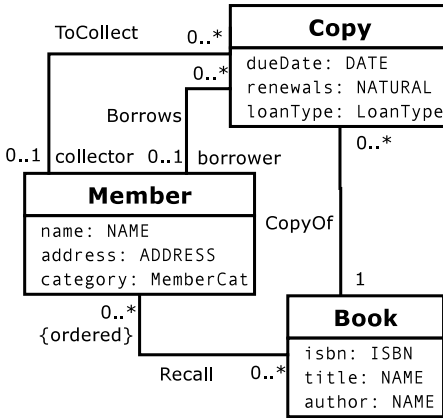 ToCollect
0..*
Copy
dueDate: DATE
renewals: NATURAL
loanType: LoanType
0..*
Borrows
0..*
0..1 collector 0..1 borrower
Member
name: NAME
address: ADDRESS
category: MemberCat
CopyOf
1
0..*
{ordered}
Recall
0..*
Book
isbn: ISBN
title: NAME
author: NAME